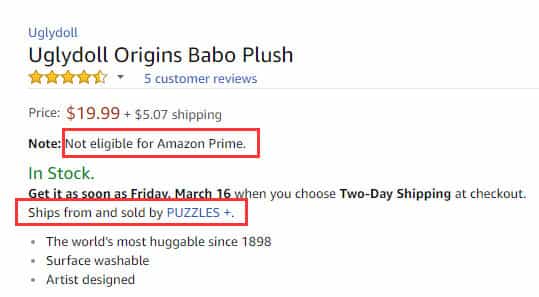 Uglydoll
Uglydoll Origins Babo Plush
5 customer reviews
Price: $19.99 + $5.07 shipping
Note: Not eligible for Amazon Prime.
In Stock.
Get it as soon as Friday, March 16 when you choose Two-Day Shipping at checkout.
Ships from and sold by PUZZLES +.
• The world's most huggable since 1898
• Surface washable
• Artist designed